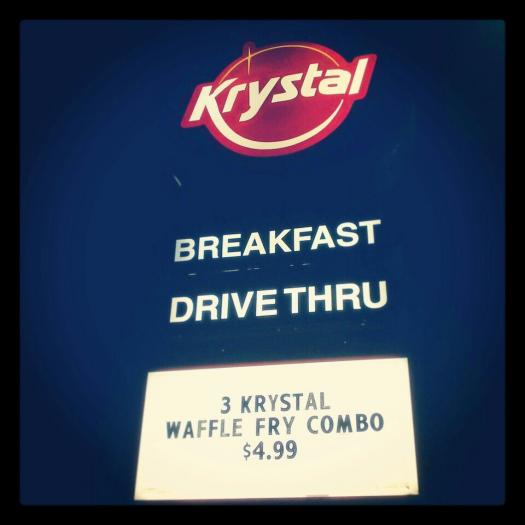 Krystal
BREAKFAST
DRIVE THRU
3 KRYSTAL
WAFFLE FRY COMBO
$4.99